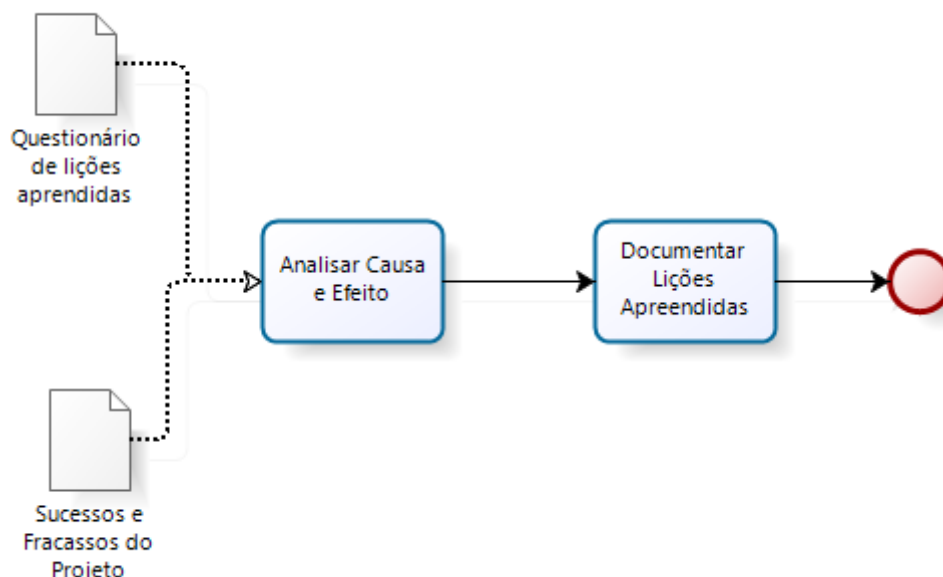 Questionário
de lições
aprendidas
Analisar Causa
e Efeito
Documentar
Lições
Apreendidas
Sucessos e
Fracassos do
Projeto